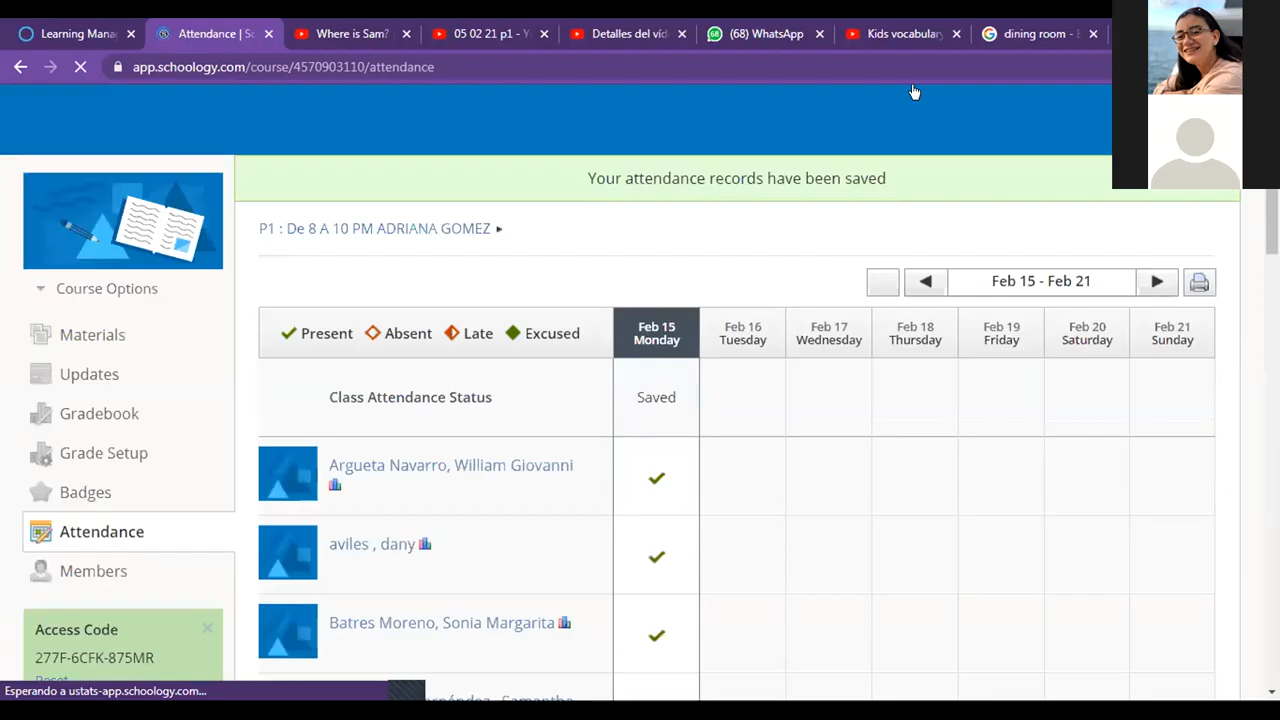 Learning Mana
Attendance | Sc
Where is Sam?
05 02 21 p1 - Y
Detalles del víd
(68) WhatsApp
Kids vocabulary
dining room - E
app.schoology.com/course/4570903110/attendance
Your attendance records have been saved
P1 : De 8 A 10 PM ADRIANA GOMEZ
Course Options
Materials
Updates
Gradebook
Grade Setup
Badges
Attendance
Members
Access Code
277F-6CFK-875MR
Reset
Feb 15 - Feb 21
Present Absent Late Excused
Feb 15 Feb 16 Feb 17 Feb 18 Feb 19 Feb 20 Feb 21
Monday Tuesday Wednesday Thursday Friday Saturday Sunday
Class Attendance Status Saved
Argueta Navarro, William Giovanni
aviles , dany
Batres Moreno, Sonia Margarita
Samantha
Esperando a ustats-app.schoology.com...